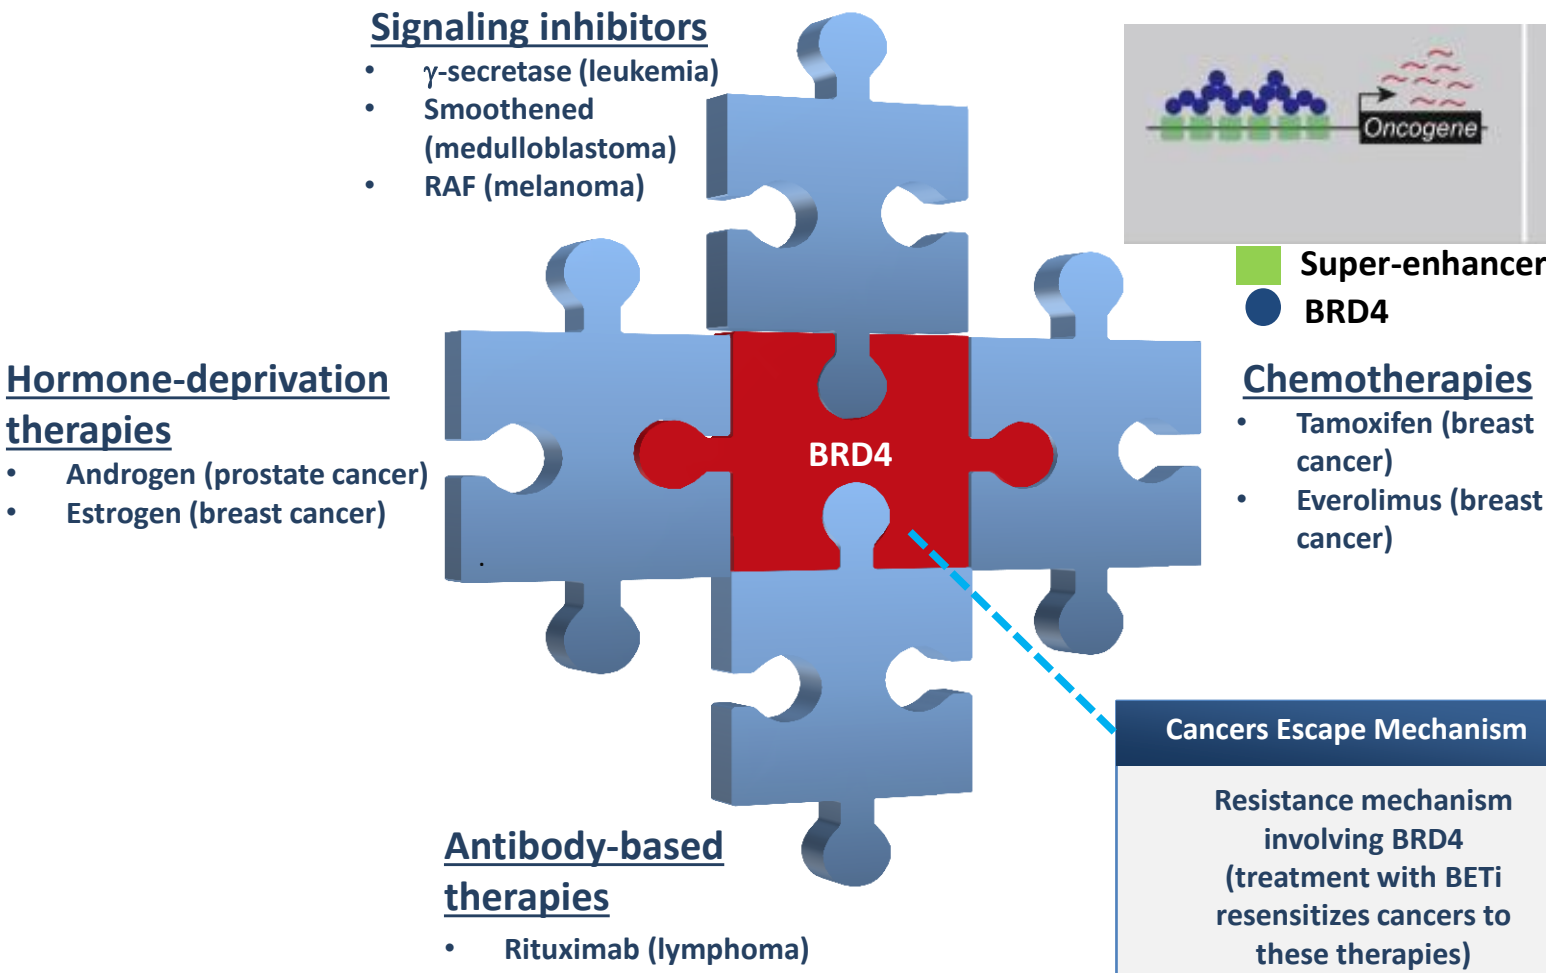 Signaling inhibitors
• γ-secretase (leukemia)
• Smoothened
(medulloblastoma)
• RAF (melanoma)
Oncogene
Super-enhancer
BRD4
Hormone-deprivation
therapies
• Androgen (prostate cancer)
• Estrogen (breast cancer)
BRD4
Chemotherapies
• Tamoxifen (breast
cancer)
• Everolimus (breast
cancer)
Antibody-based
therapies
• Rituximab (lymphoma)
Cancers Escape Mechanism
Resistance mechanism
involving BRD4
(treatment with BETi
resensitizes cancers to
these therapies)